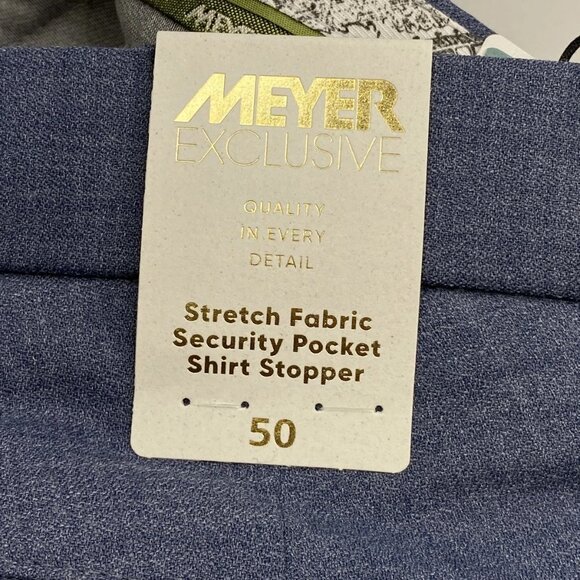 MEYER
EXCLUSIVE
QUALITY
IN EVERY
DETAIL
Stretch Fabric
Security Pocket
Shirt Stopper
50